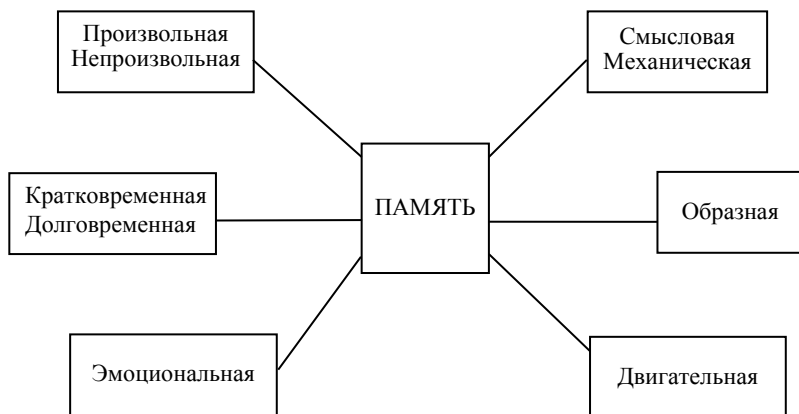 Произвольная
Непроизвольная
Смысловая
Механическая
Кратковременная
Долговременная
ПАМЯТЬ
Образная
Эмоциональная
Двигательная